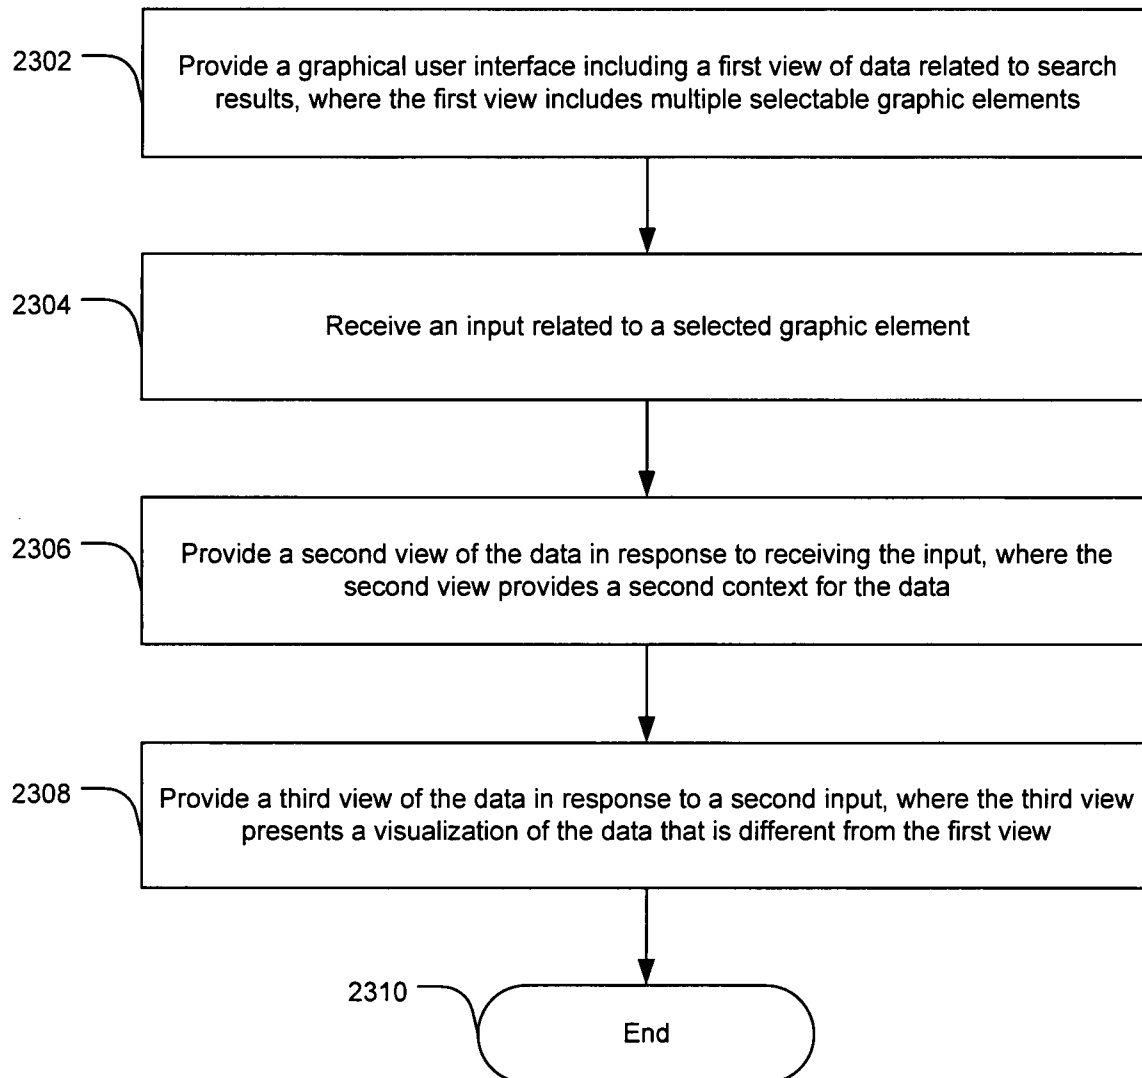 2302
Provide a graphical user interface including a first view of data related to search
results, where the first view includes multiple selectable graphic elements
2304
Receive an input related to a selected graphic element
2306
Provide a second view of the data in response to receiving the input, where the
second view provides a second context for the data
2308
Provide a third view of the data in response to a second input, where the third view
presents a visualization of the data that is different from the first view
2310
End